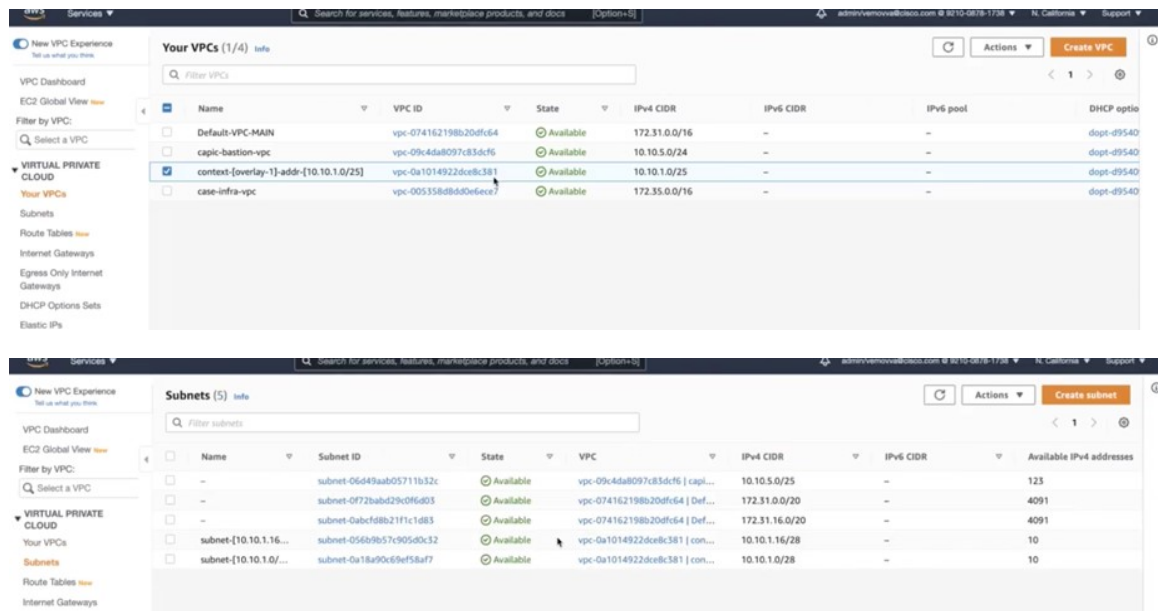 aws Services ▼ Search for services, features, marketplace products, and docs [Option+S] N. California ▼ Support ▼
New VPC Experience
Tell us what you think
Your VPCs (1/4) Info
Actions ▼ Create VPC
Filter VPCs
1
VPC Dashboard
EC2 Global View New
Filter by VPC:
Select a VPC
VIRTUAL PRIVATE
CLOUD
Your VPCs
Subnets
Route Tables New
Internet Gateways
Egress Only Internet
Gateways
DHCP Options Sets
Elastic IPs
Name VPC ID State IPv4 CIDR IPv6 CIDR IPv6 pool DHCP optio
Default-VPC-MAIN vpc-074162198b20dfc64 Available 172.31.0.0/16 – – dopt-d9540
capic-bastion-vpc vpc-09c4da8097c83dcf6 Available 10.10.5.0/24 – – dopt-d9540
context-[overlay-1]-addr-[10.10.1.0/25] vpc-0a1014922dce8c381 Available 10.10.1.0/25 – – dopt-d9540
case-infra-vpc vpc-005358d8dd0e6ece7 Available 172.35.0.0/16 – – dopt-d9540
aws Services ▼ Search for services, features, marketplace products, and docs [Option+S] N. California ▼ Support ▼
New VPC Experience
Tell us what you think
Subnets (5) Info
Actions ▼ Create subnet
Filter subnets
1
VPC Dashboard
EC2 Global View New
Filter by VPC:
Select a VPC
VIRTUAL PRIVATE
CLOUD
Your VPCs
Subnets
Route Tables New
Internet Gateways
Name Subnet ID State VPC IPv4 CIDR IPv6 CIDR Available IPv4 addresses
– subnet-06d49aab05711b32c Available vpc-09c4da8097c83dcf6 | capi... 10.10.5.0/25 – 123
– subnet-0f72babd29c0f6d03 Available vpc-074162198b20dfc64 | Def... 172.31.0.0/20 – 4091
– subnet-0abcfd8b21f1c1d83 Available vpc-074162198b20dfc64 | Def... 172.31.16.0/20 – 4091
subnet-[10.10.1.16... subnet-056b9b57c905d0c32 Available vpc-0a1014922dce8c381 | con... 10.10.1.16/28 – 10
subnet-[10.10.1.0/... subnet-0a18a90c69ef58af7 Available vpc-0a1014922dce8c381 | con... 10.10.1.0/28 – 10